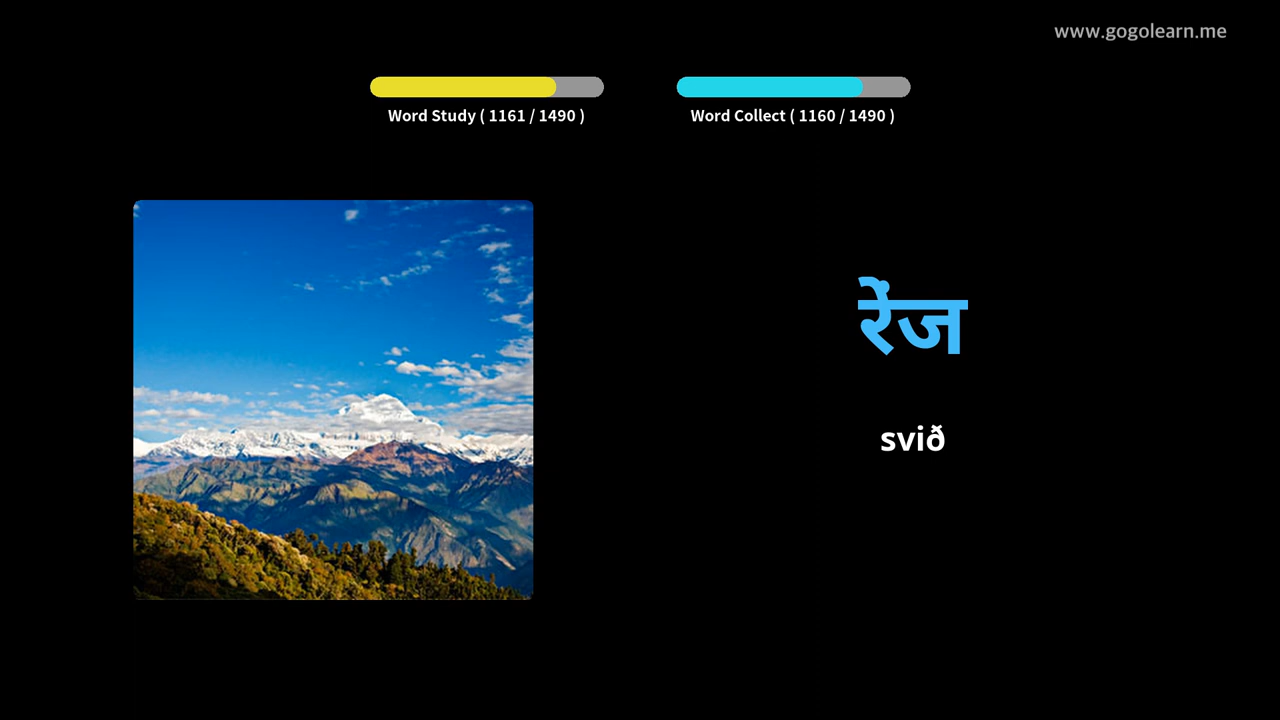 www.gogolearn.me
Word Study ( 1161 / 1490 )
Word Collect ( 1160 / 1490 )
रेंज
svið